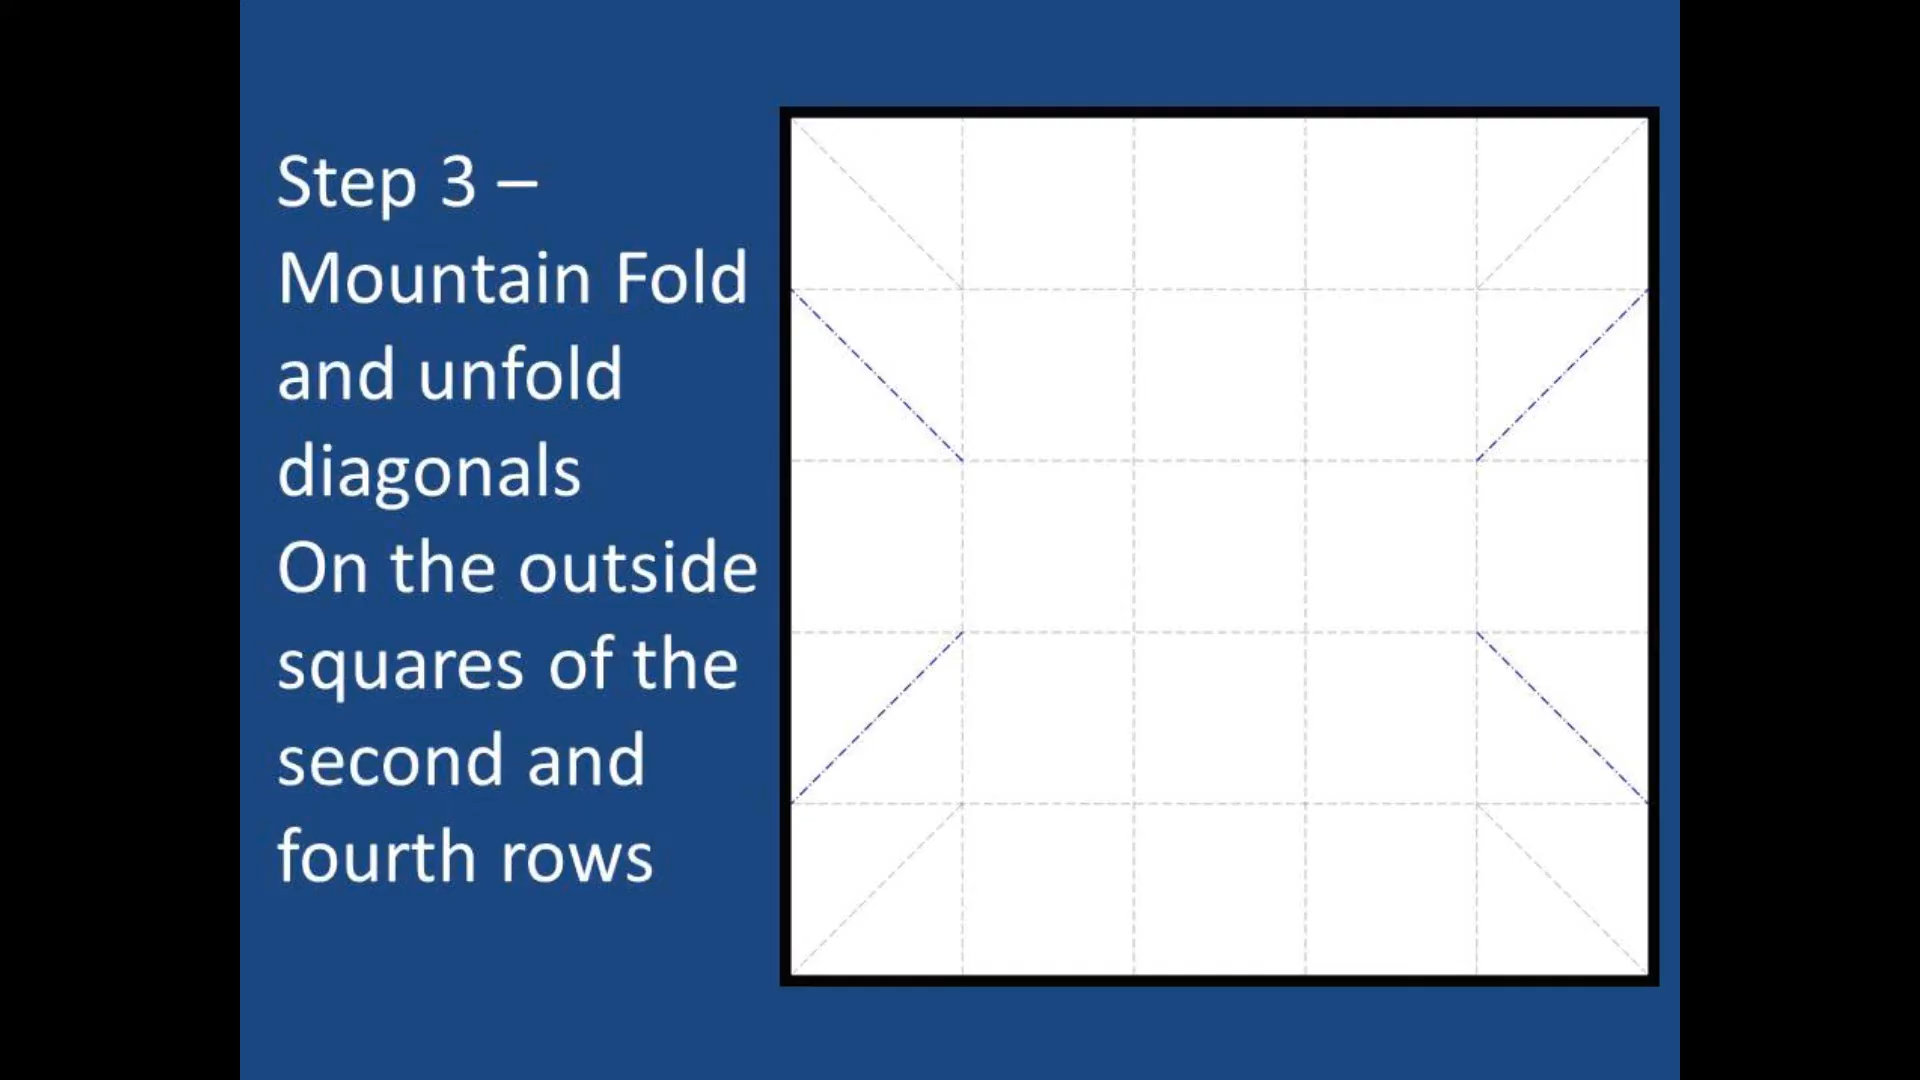 Step 3 –
Mountain Fold
and unfold
diagonals
On the outside
squares of the
second and
fourth rows